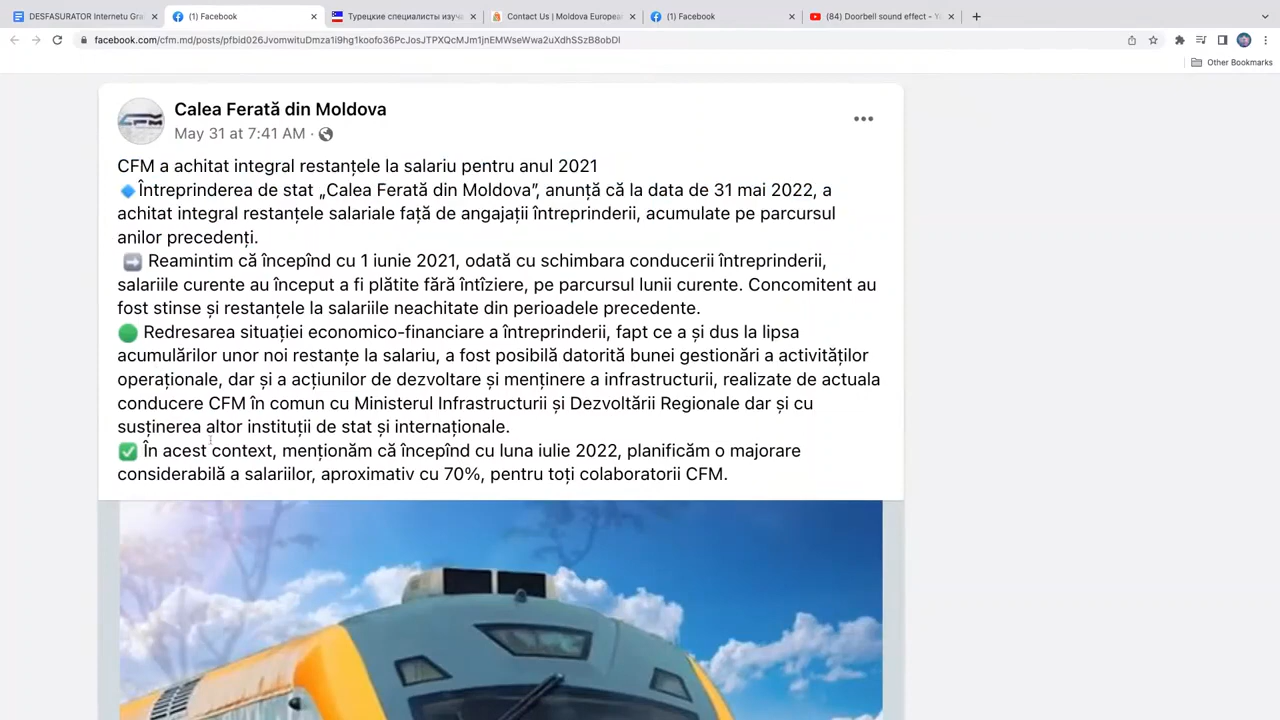 DESFASURATOR Internetu Gra
(1) Facebook
Турецкие специалисты изуча
Contact Us | Moldova Europea
(1) Facebook
(84) Doorbell sound effect - Y
facebook.com/cfm.md/posts/pfbid026JvomwituDmza1i9hg1koofo36PcJosJTPXQcMJm1jnEMWseWwa2uXdhSSzB8obDl
Other Bookmarks
CFM
Calea Ferată din Moldova
May 31 at 7:41 AM ·
CFM a achitat integral restanțele la salariu pentru anul 2021
Întreprinderea de stat „Calea Ferată din Moldova”, anunță că la data de 31 mai 2022, a
achitat integral restanțele salariale față de angajații întreprinderii, acumulate pe parcursul
anilor precedenți.
Reamintim că începînd cu 1 iunie 2021, odată cu schimbara conducerii întreprinderii,
salariile curente au început a fi plătite fără întîziere, pe parcursul lunii curente. Concomitent au
fost stinse și restanțele la salariile neachitate din perioadele precedente.
Redresarea situației economico-financiare a întreprinderii, fapt ce a și dus la lipsa
acumulărilor unor noi restanțe la salariu, a fost posibilă datorită bunei gestionări a activităților
operaționale, dar și a acțiunilor de dezvoltare și menținere a infrastructurii, realizate de actuala
conducere CFM în comun cu Ministerul Infrastructurii și Dezvoltării Regionale dar și cu
susținerea altor instituții de stat și internaționale.
În acest context, menționăm că începînd cu luna iulie 2022, planificăm o majorare
considerabilă a salariilor, aproximativ cu 70%, pentru toți colaboratorii CFM.